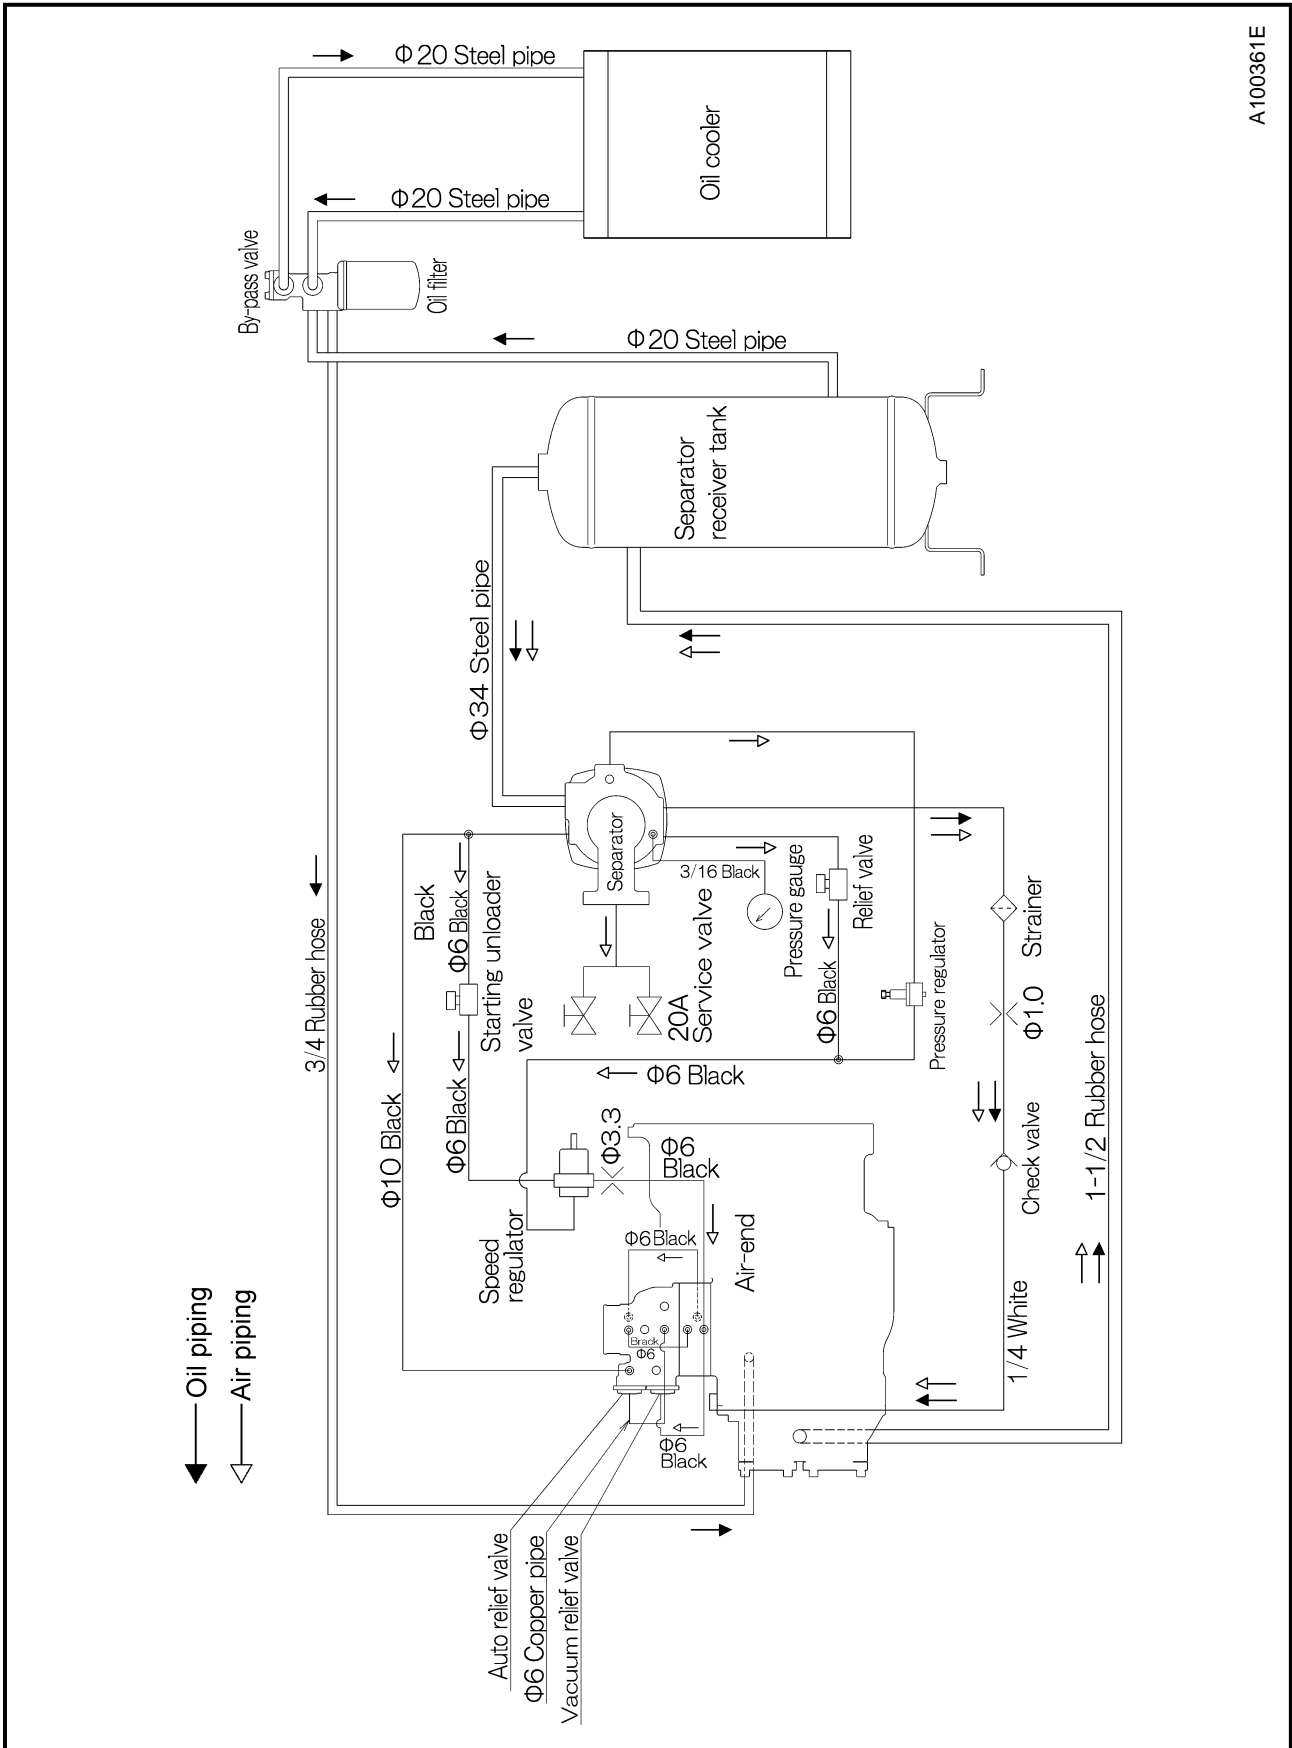 A100361E
Φ20 Steel pipe
Oil cooler
Φ20 Steel pipe
By-pass valve
Oil filter
Φ20 Steel pipe
Separator
receiver tank
Φ34 Steel pipe
Separator
3/16 Black
Pressure gauge
Relief valve
Φ6 Black
Black
Φ6 Black
Starting unloader
valve
20A
Service valve
Pressure regulator
Strainer
Φ1.0
3/4 Rubber hose
Φ10 Black
Φ6 Black
Φ6 Black
Φ3.3
Φ6
Black
Speed
regulator
Φ6 Black
Air-end
Check valve
1-1/2 Rubber hose
1/4 White
Brack
Φ6
Φ6
Black
Oil piping
Air piping
Auto relief valve
Φ6 Copper pipe
Vacuum relief valve